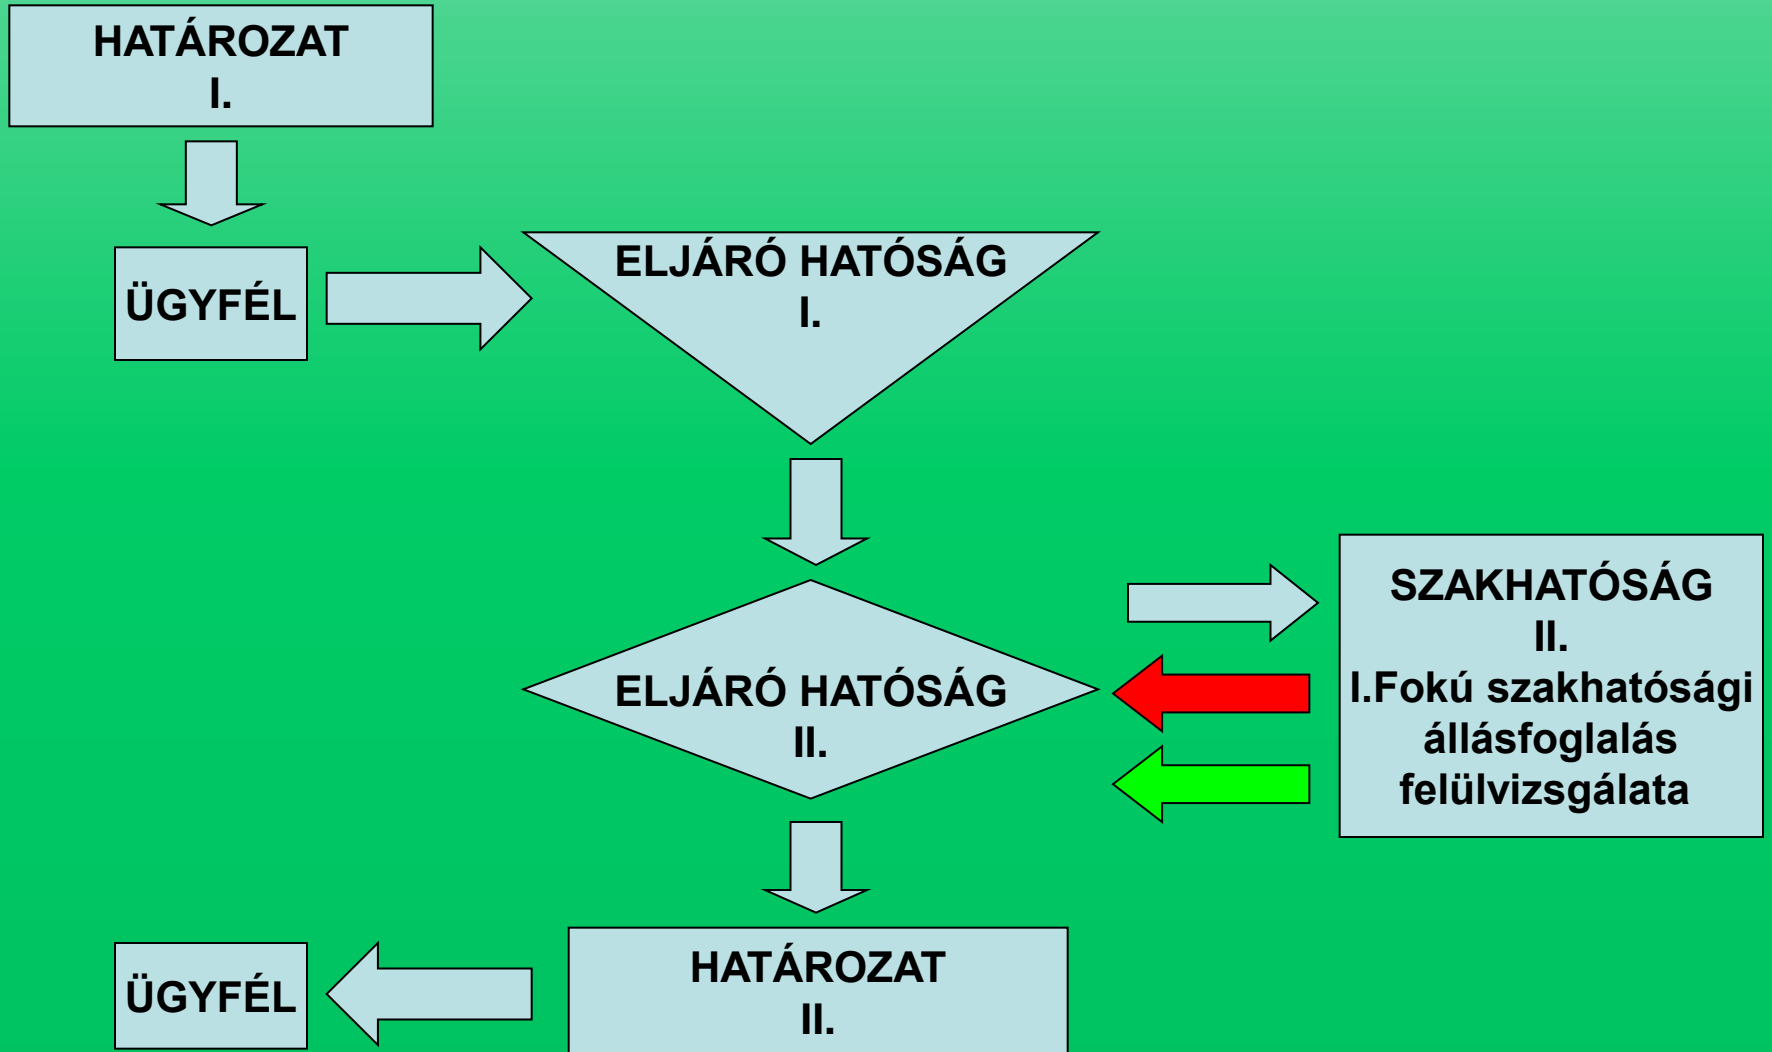 HATÁROZAT
I.
ÜGYFÉL
ELJÁRÓ HATÓSÁG
I.
ELJÁRÓ HATÓSÁG
II.
SZAKHATÓSÁG
II.
I.Fokú szakhatósági
állásfoglalás
felülvizsgálata
HATÁROZAT
II.
ÜGYFÉL